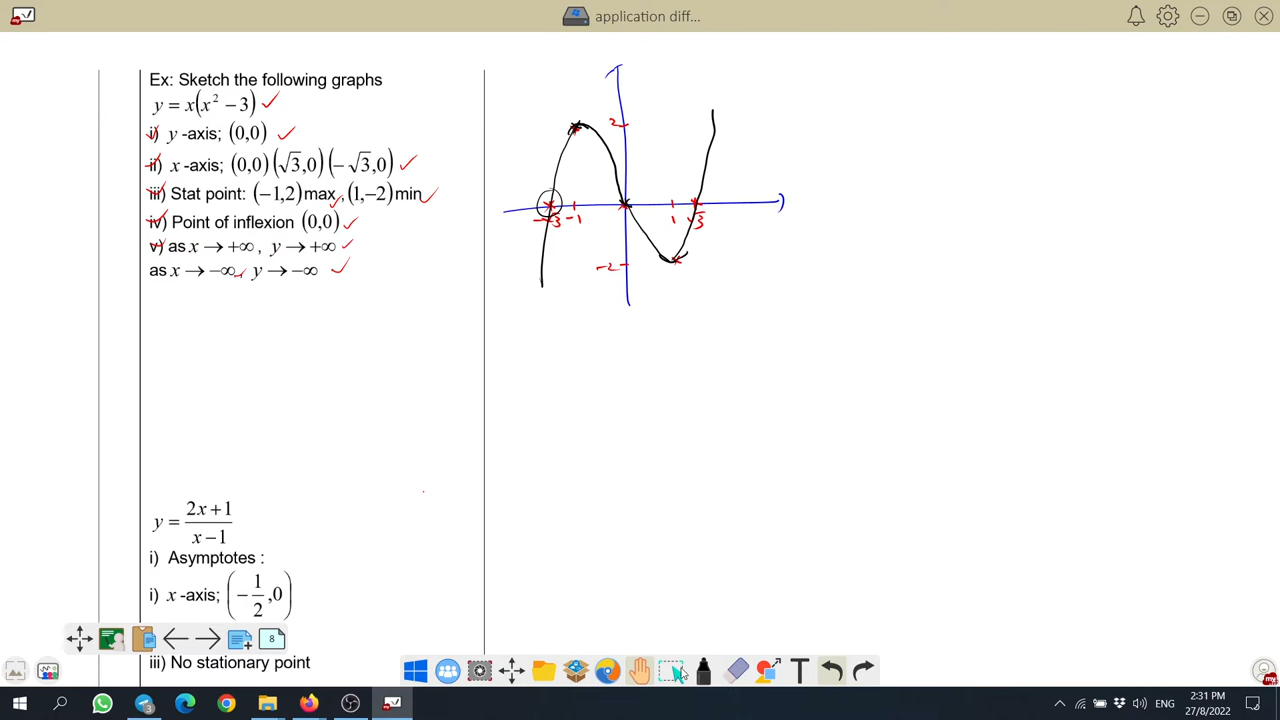 application diff...
Ex: Sketch the following graphs
y = x(x² − 3)
i) y -axis; (0,0)
ii) x -axis; (0,0)(√3,0)(−√3,0)
iii) Stat point: (−1,2) max, (1,−2) min
iv) Point of inflexion (0,0)
v) as x → +∞ , y → +∞
as x → −∞, y → −∞
2
−√3 −1 1 √3
−2
y = (2x+1)/(x−1)
i) Asymptotes :
i) x -axis; (−1/2,0)
8
iii) No stationary point
ENG
2:31 PM
27/8/2022